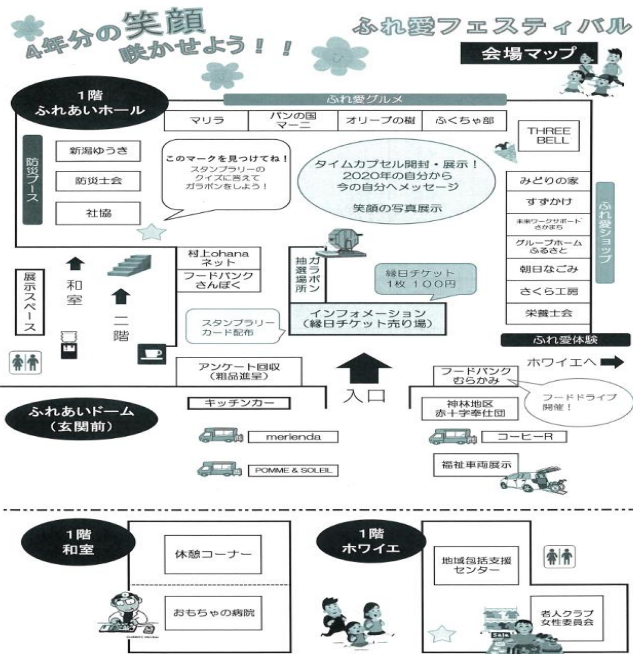 4年分の笑顔
咲かせよう！！
ふれ愛フェスティバル
会場マップ
1階
ふれあいホール
ふれ愛グルメ
マリラ
パンの国
マーニ
オリーブの樹
ふくちゃ部
THREE
BELL
防災ブース
新潟ゆうき
防災士会
社協
このマークを見つけてね！
スタンプラリーの
クイズに答えて
ガラポンをしよう！
タイムカプセル開封・展示！
2020年の自分から
今の自分へメッセージ
笑顔の写真展示
みどりの家
すずかけ
未来ワークサポート
さかまち
グループホーム
ふるさと
朝日なごみ
さくら工房
栄養士会
ふれ愛ショップ
展示スペース
和室
二階
村上ohana
ネット
フードバンク
さんぽく
ガラポン
抽選場所
縁日チケット
1枚 100円
スタンプラリー
カード配布
インフォメーション
（縁日チケット売り場）
ふれ愛体験
ホワイエへ
アンケート回収
（粗品進呈）
入口
フードバンク
むらかみ
フードドライブ
開催！
ふれあいドーム
（玄関前）
キッチンカー
merienda
POMME & SOLEIL
神林地区
赤十字奉仕団
コーヒーR
福祉車両展示
1階
和室
休憩コーナー
おもちゃの病院
1階
ホワイエ
地域包括支援
センター
老人クラブ
女性委員会
Sale